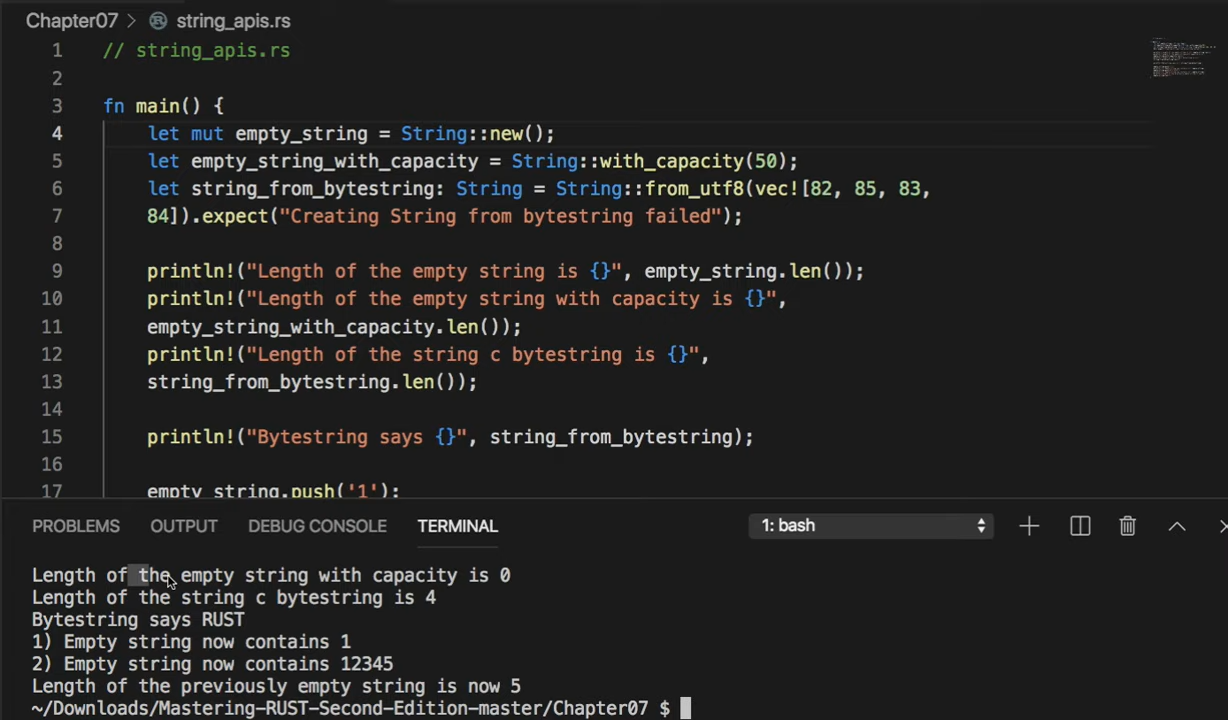 Chapter07 > string_apis.rs
1 // string_apis.rs
2
3 fn main() {
4 let mut empty_string = String::new();
5 let empty_string_with_capacity = String::with_capacity(50);
6 let string_from_bytestring: String = String::from_utf8(vec![82, 85, 83,
7 84]).expect("Creating String from bytestring failed");
8
9 println!("Length of the empty string is {}", empty_string.len());
10 println!("Length of the empty string with capacity is {}",
11 empty_string_with_capacity.len());
12 println!("Length of the string c bytestring is {}",
13 string_from_bytestring.len());
14
15 println!("Bytestring says {}", string_from_bytestring);
16
17 empty_string.push('1');
PROBLEMS OUTPUT DEBUG CONSOLE TERMINAL 1: bash
Length of the empty string with capacity is 0
Length of the string c bytestring is 4
Bytestring says RUST
1) Empty string now contains 1
2) Empty string now contains 12345
Length of the previously empty string is now 5
~/Downloads/Mastering-RUST-Second-Edition-master/Chapter07 $